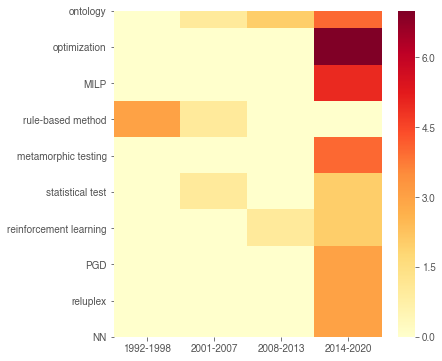 ontology
optimization
MILP
rule-based method
metamorphic testing
statistical test
reinforcement learning
PGD
reluplex
NN
1992-1998 2001-2007 2008-2013 2014-2020
6.0
4.5
3.0
1.5
0.0